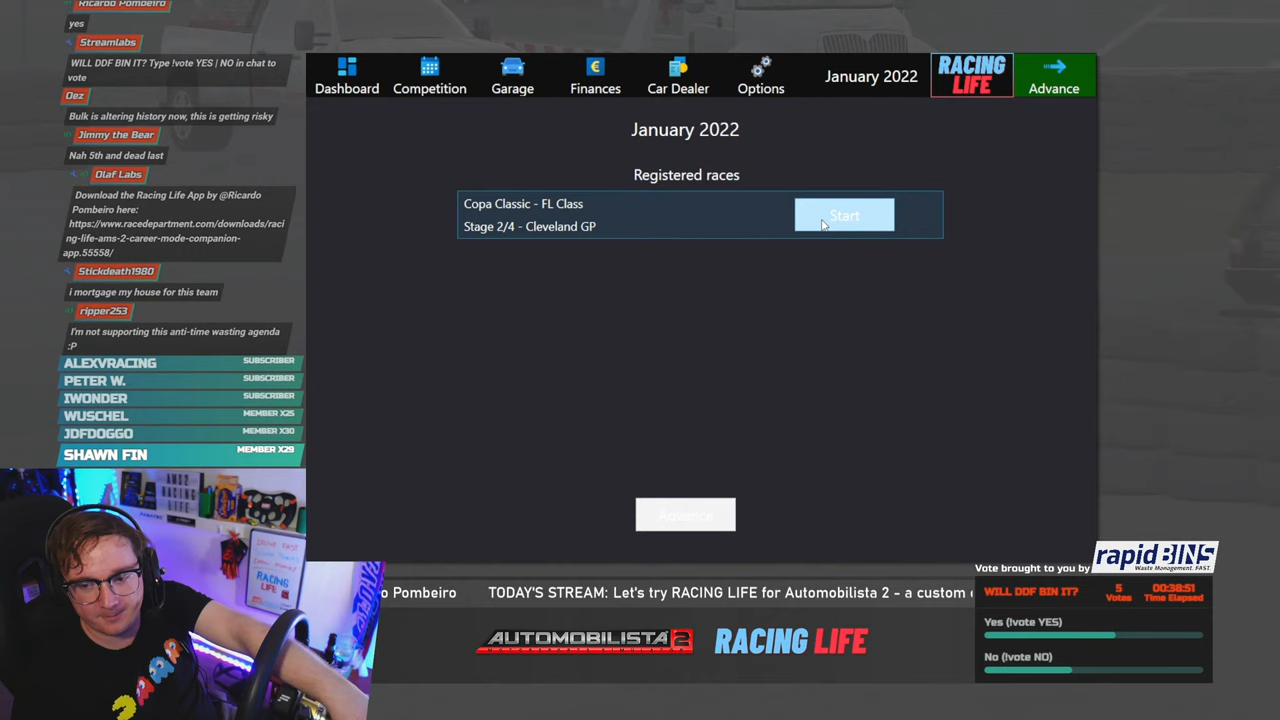 Ricardo Pombeiro
yes
Streamlabs
WILL DDF BIN IT? Type !vote YES | NO in chat to
vote
Oez
Bulk is altering history now, this is getting risky
Jimmy the Bear
Nah 5th and dead last
Olaf Labs
Download the Racing Life App by @Ricardo
Pombeiro here:
https://www.racedepartment.com/downloads/raci
ng-life-ams-2-career-mode-companion-
app.55558/
Stickdeath1980
i mortgage my house for this team
ripper253
I'm not supporting this anti-time wasting agenda
:P
ALEXVRACING SUBSCRIBER
PETER W. SUBSCRIBER
IWONDER SUBSCRIBER
WUSCHEL MEMBER X25
JDFDOGGO MEMBER X30
SHAWN FIN MEMBER X29
Dashboard Competition Garage Finances Car Dealer Options January 2022 RACING LIFE Advance
January 2022
Registered races
Copa Classic - FL Class
Stage 2/4 - Cleveland GP
Start
Advance
AMS2
RACING
LIFE
RACING
LIFE
o Pombeiro TODAY'S STREAM: Let's try RACING LIFE for Automobilista 2 - a custom
AUTOMOBILISTA 2 RACING LIFE
Vote brought to you by rapidBINS
Waste Management. FAST.
WILL DDF BIN IT? 5 Votes 00:38:51 Time Elapsed
Yes (!vote YES)
No (!vote NO)